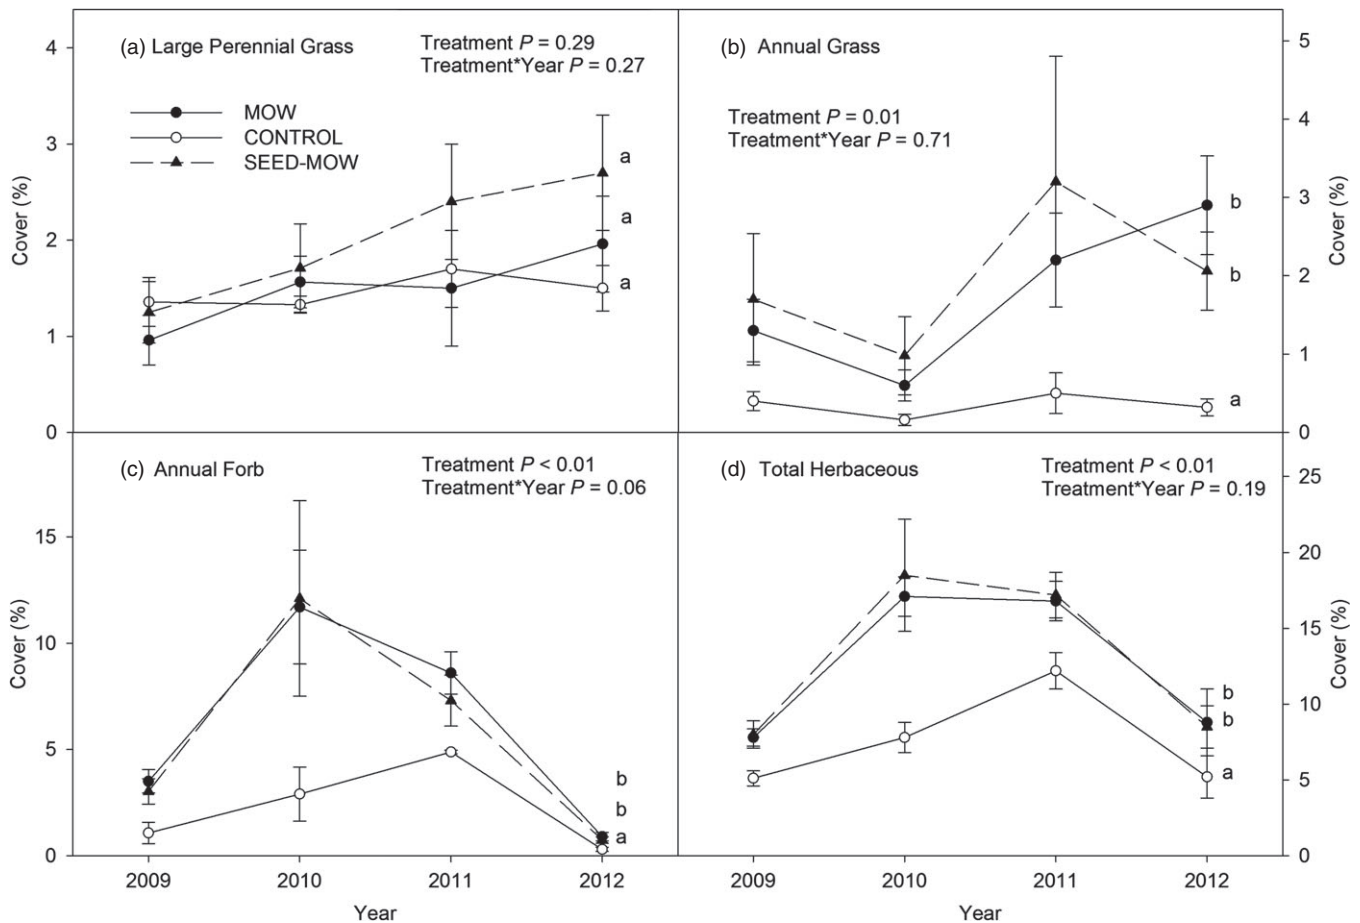 (a) Large Perennial Grass
Treatment P = 0.29
Treatment*Year P = 0.27
MOW
CONTROL
SEED-MOW
4
3
2
1
0
Cover (%)
a
a
a
(b) Annual Grass
Treatment P = 0.01
Treatment*Year P = 0.71
5
4
3
2
1
0
Cover (%)
b
b
a
(c) Annual Forb
Treatment P < 0.01
Treatment*Year P = 0.06
15
10
5
0
Cover (%)
b
b
a
2009 2010 2011 2012
Year
(d) Total Herbaceous
Treatment P < 0.01
Treatment*Year P = 0.19
25
20
15
10
5
0
Cover (%)
b
b
a
2009 2010 2011 2012
Year